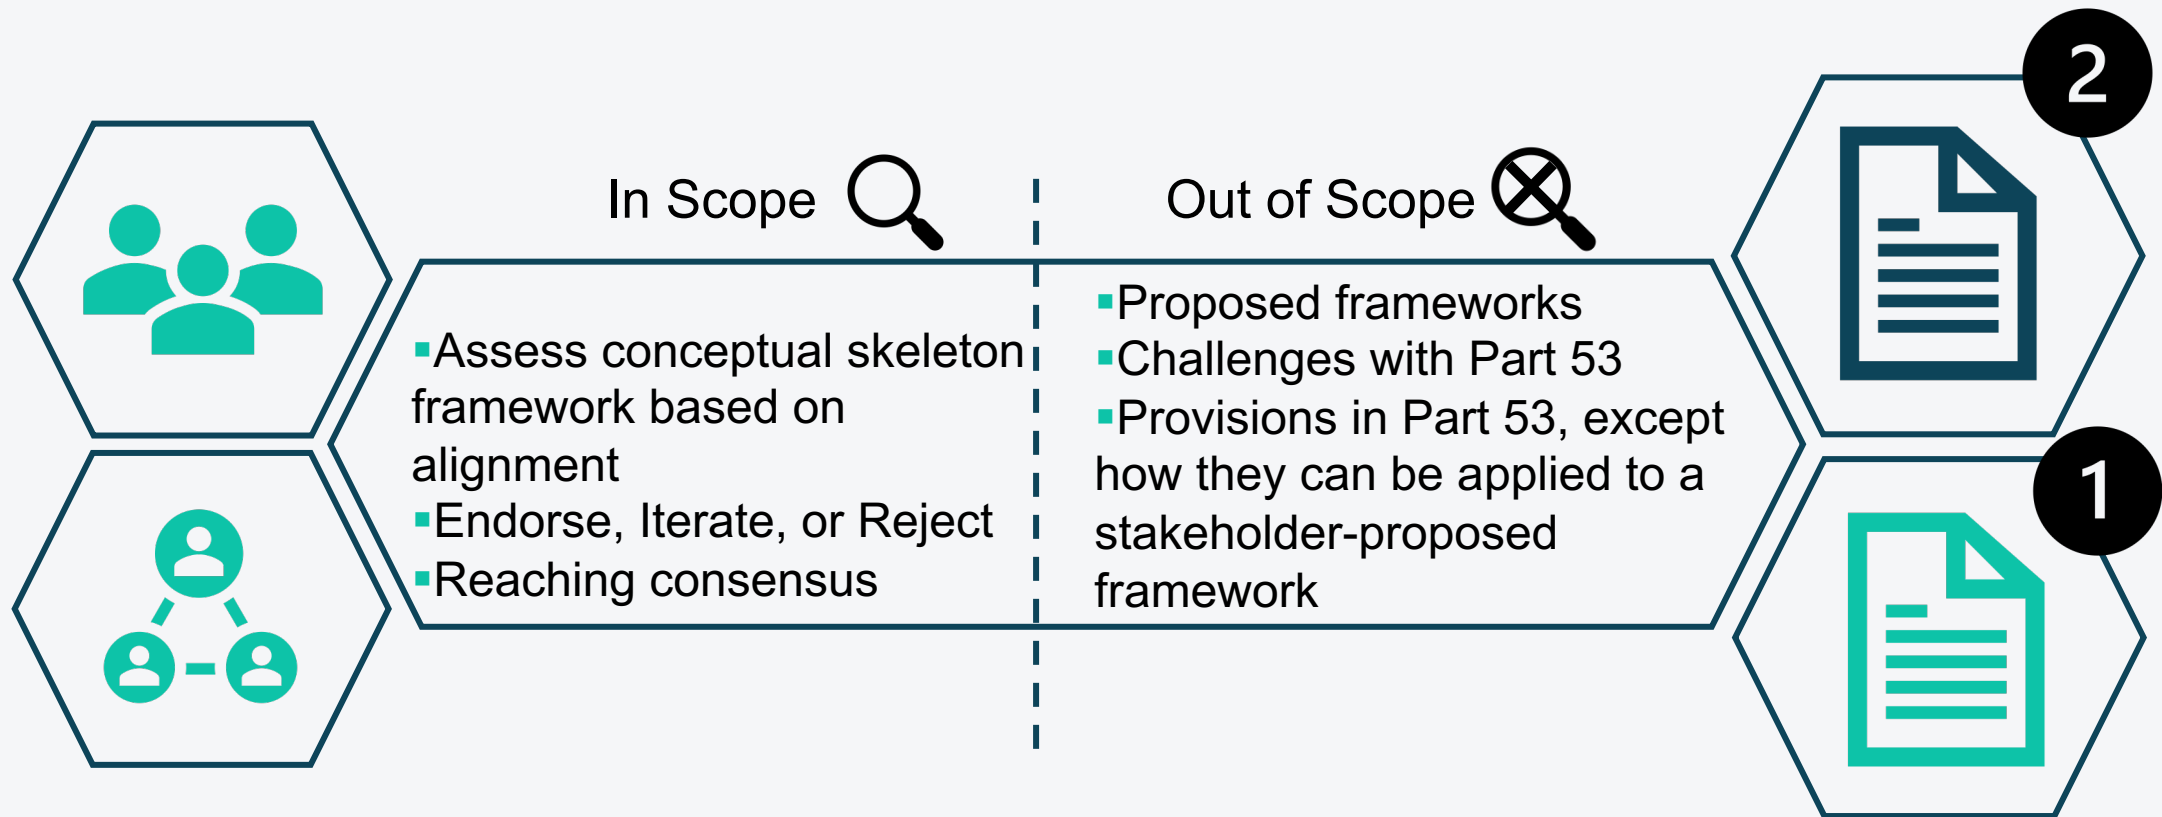 In Scope
▪Assess conceptual skeleton
framework based on
alignment
▪Endorse, Iterate, or Reject
▪Reaching consensus
Out of Scope
▪Proposed frameworks
▪Challenges with Part 53
▪Provisions in Part 53, except
how they can be applied to a
stakeholder-proposed
framework
2
1